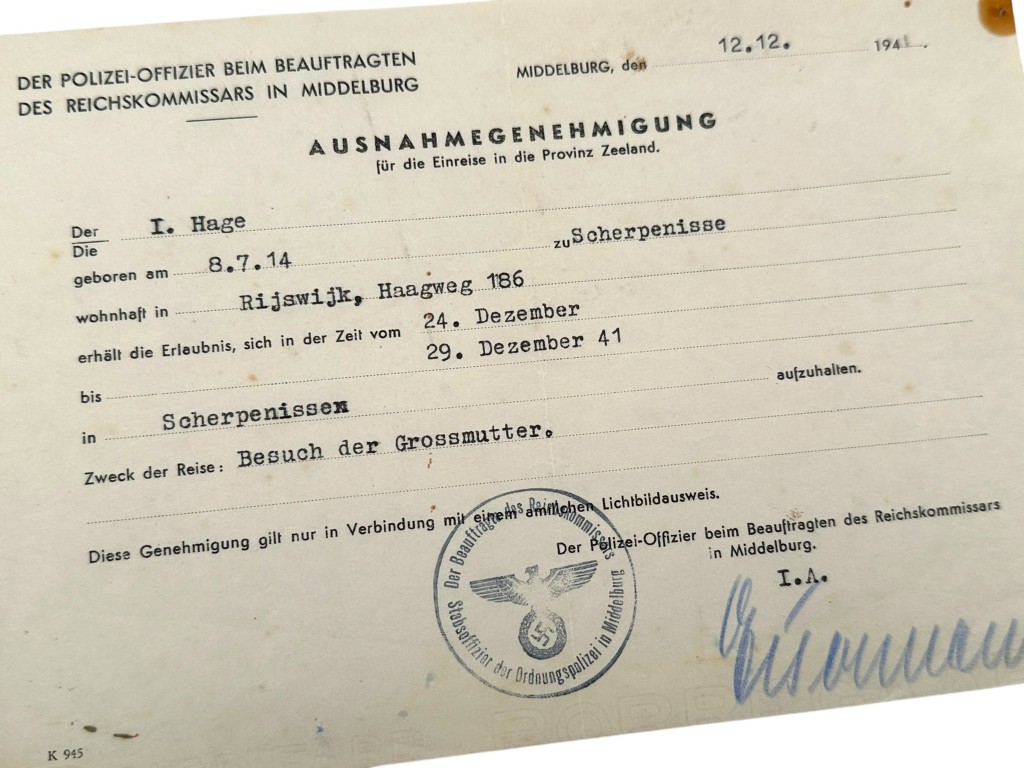 DER POLIZEI-OFFIZIER BEIM BEAUFTRAGTEN
DES REICHSKOMMISSARS IN MIDDELBURG
MIDDELBURG, den 12.12. 1941.
AUSNAHMEGENEHMIGUNG
für die Einreise in die Provinz Zeeland.
Der I. Hage
Die
geboren am 8.7.14 zu Scherpenisse
wohnhaft in Rijswijk, Haagweg 186
erhält die Erlaubnis, sich in der Zeit vom 24. Dezember
bis 29. Dezember 41
in Scherpenissen aufzuhalten.
Zweck der Reise: Besuch der Grossmutter.
Diese Genehmigung gilt nur in Verbindung mit einem amtlichen Lichtbildausweis.
Der Polizei-Offizier beim Beauftragten des Reichskommissars
in Middelburg.
I.A.
Der Beauftragte des Reichskommissars
Stabsoffizier der Ordnungspolizei in Middelburg
K 945